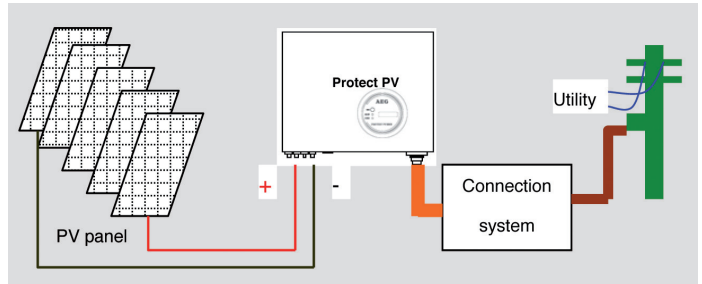 Protect PV
AEG
Utility
+
-
Connection
system
PV panel